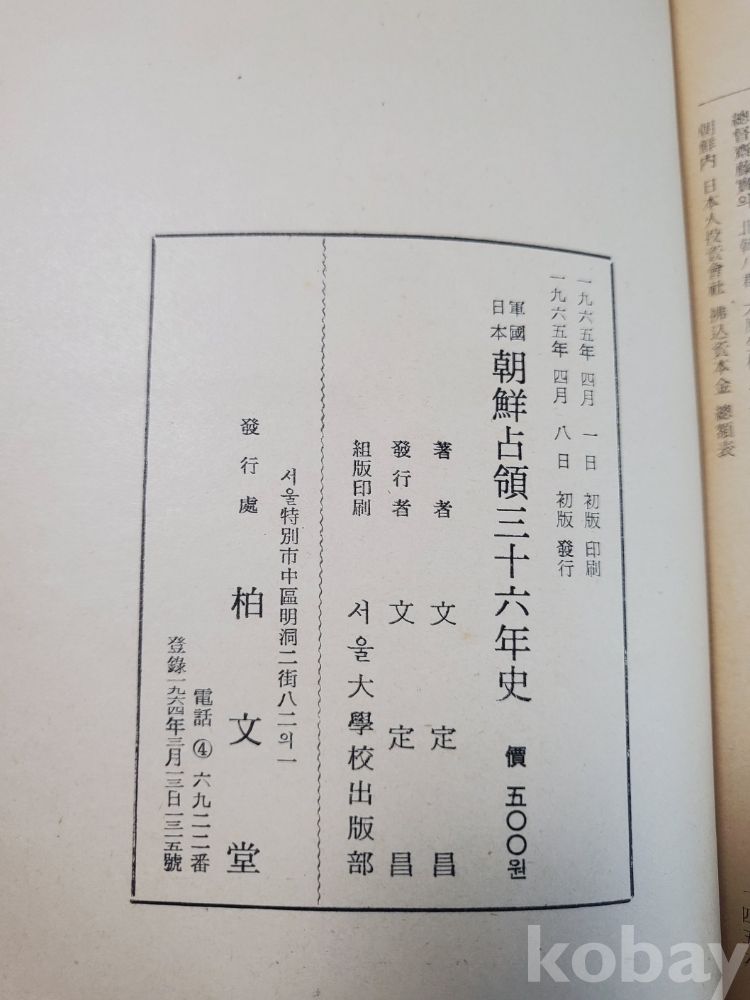 一九六五年 四月 一日 初版 印刷
一九六五年 四月 八日 初版 發行
軍國日本 朝鮮占領三十六年史 價 五〇〇원
著者 文定昌
發行者 文定昌
組版印刷 서울大學校出版部
서울特別市中區明洞二街八二의一
發行處 柏文堂
電話 ④ 六九二二番
登錄一九六四年三月一三日一三一五號
朝鮮內 日本人投資會社 拂込資本金 總額表
kobay